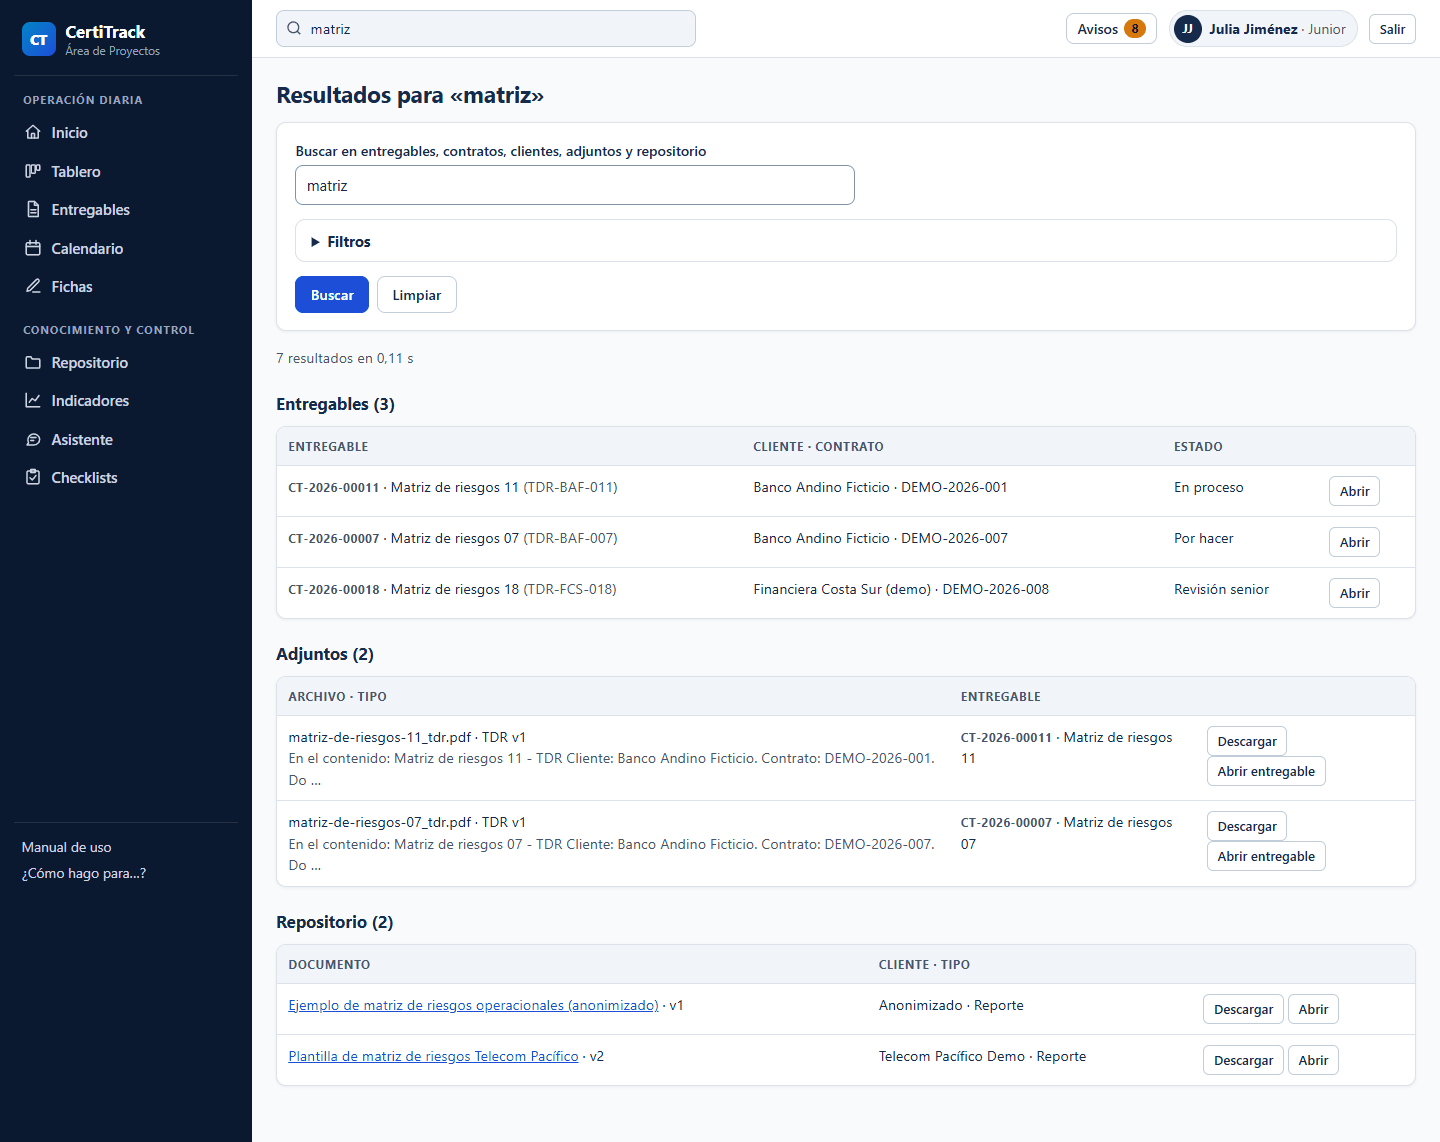 CT
CertiTrack
Área de Proyectos
OPERACIÓN DIARIA
Inicio
Tablero
Entregables
Calendario
Fichas
CONOCIMIENTO Y CONTROL
Repositorio
Indicadores
Asistente
Checklists
Manual de uso
¿Cómo hago para...?
matriz
Avisos 8
JJ Julia Jiménez · Junior
Salir
Resultados para «matriz»
Buscar en entregables, contratos, clientes, adjuntos y repositorio
matriz
Filtros
Buscar Limpiar
7 resultados en 0,11 s
Entregables (3)
ENTREGABLE CLIENTE · CONTRATO ESTADO
CT-2026-00011 · Matriz de riesgos 11 (TDR-BAF-011) Banco Andino Ficticio · DEMO-2026-001 En proceso Abrir
CT-2026-00007 · Matriz de riesgos 07 (TDR-BAF-007) Banco Andino Ficticio · DEMO-2026-007 Por hacer Abrir
CT-2026-00018 · Matriz de riesgos 18 (TDR-FCS-018) Financiera Costa Sur (demo) · DEMO-2026-008 Revisión senior Abrir
Adjuntos (2)
ARCHIVO · TIPO ENTREGABLE
matriz-de-riesgos-11_tdr.pdf · TDR v1 CT-2026-00011 · Matriz de riesgos Descargar
En el contenido: Matriz de riesgos 11 - TDR Cliente: Banco Andino Ficticio. Contrato: DEMO-2026-001. 11 Abrir entregable
Do ...
matriz-de-riesgos-07_tdr.pdf · TDR v1 CT-2026-00007 · Matriz de riesgos Descargar
En el contenido: Matriz de riesgos 07 - TDR Cliente: Banco Andino Ficticio. Contrato: DEMO-2026-007. 07 Abrir entregable
Do ...
Repositorio (2)
DOCUMENTO CLIENTE · TIPO
Ejemplo de matriz de riesgos operacionales (anonimizado) · v1 Anonimizado · Reporte Descargar Abrir
Plantilla de matriz de riesgos Telecom Pacífico · v2 Telecom Pacífico Demo · Reporte Descargar Abrir